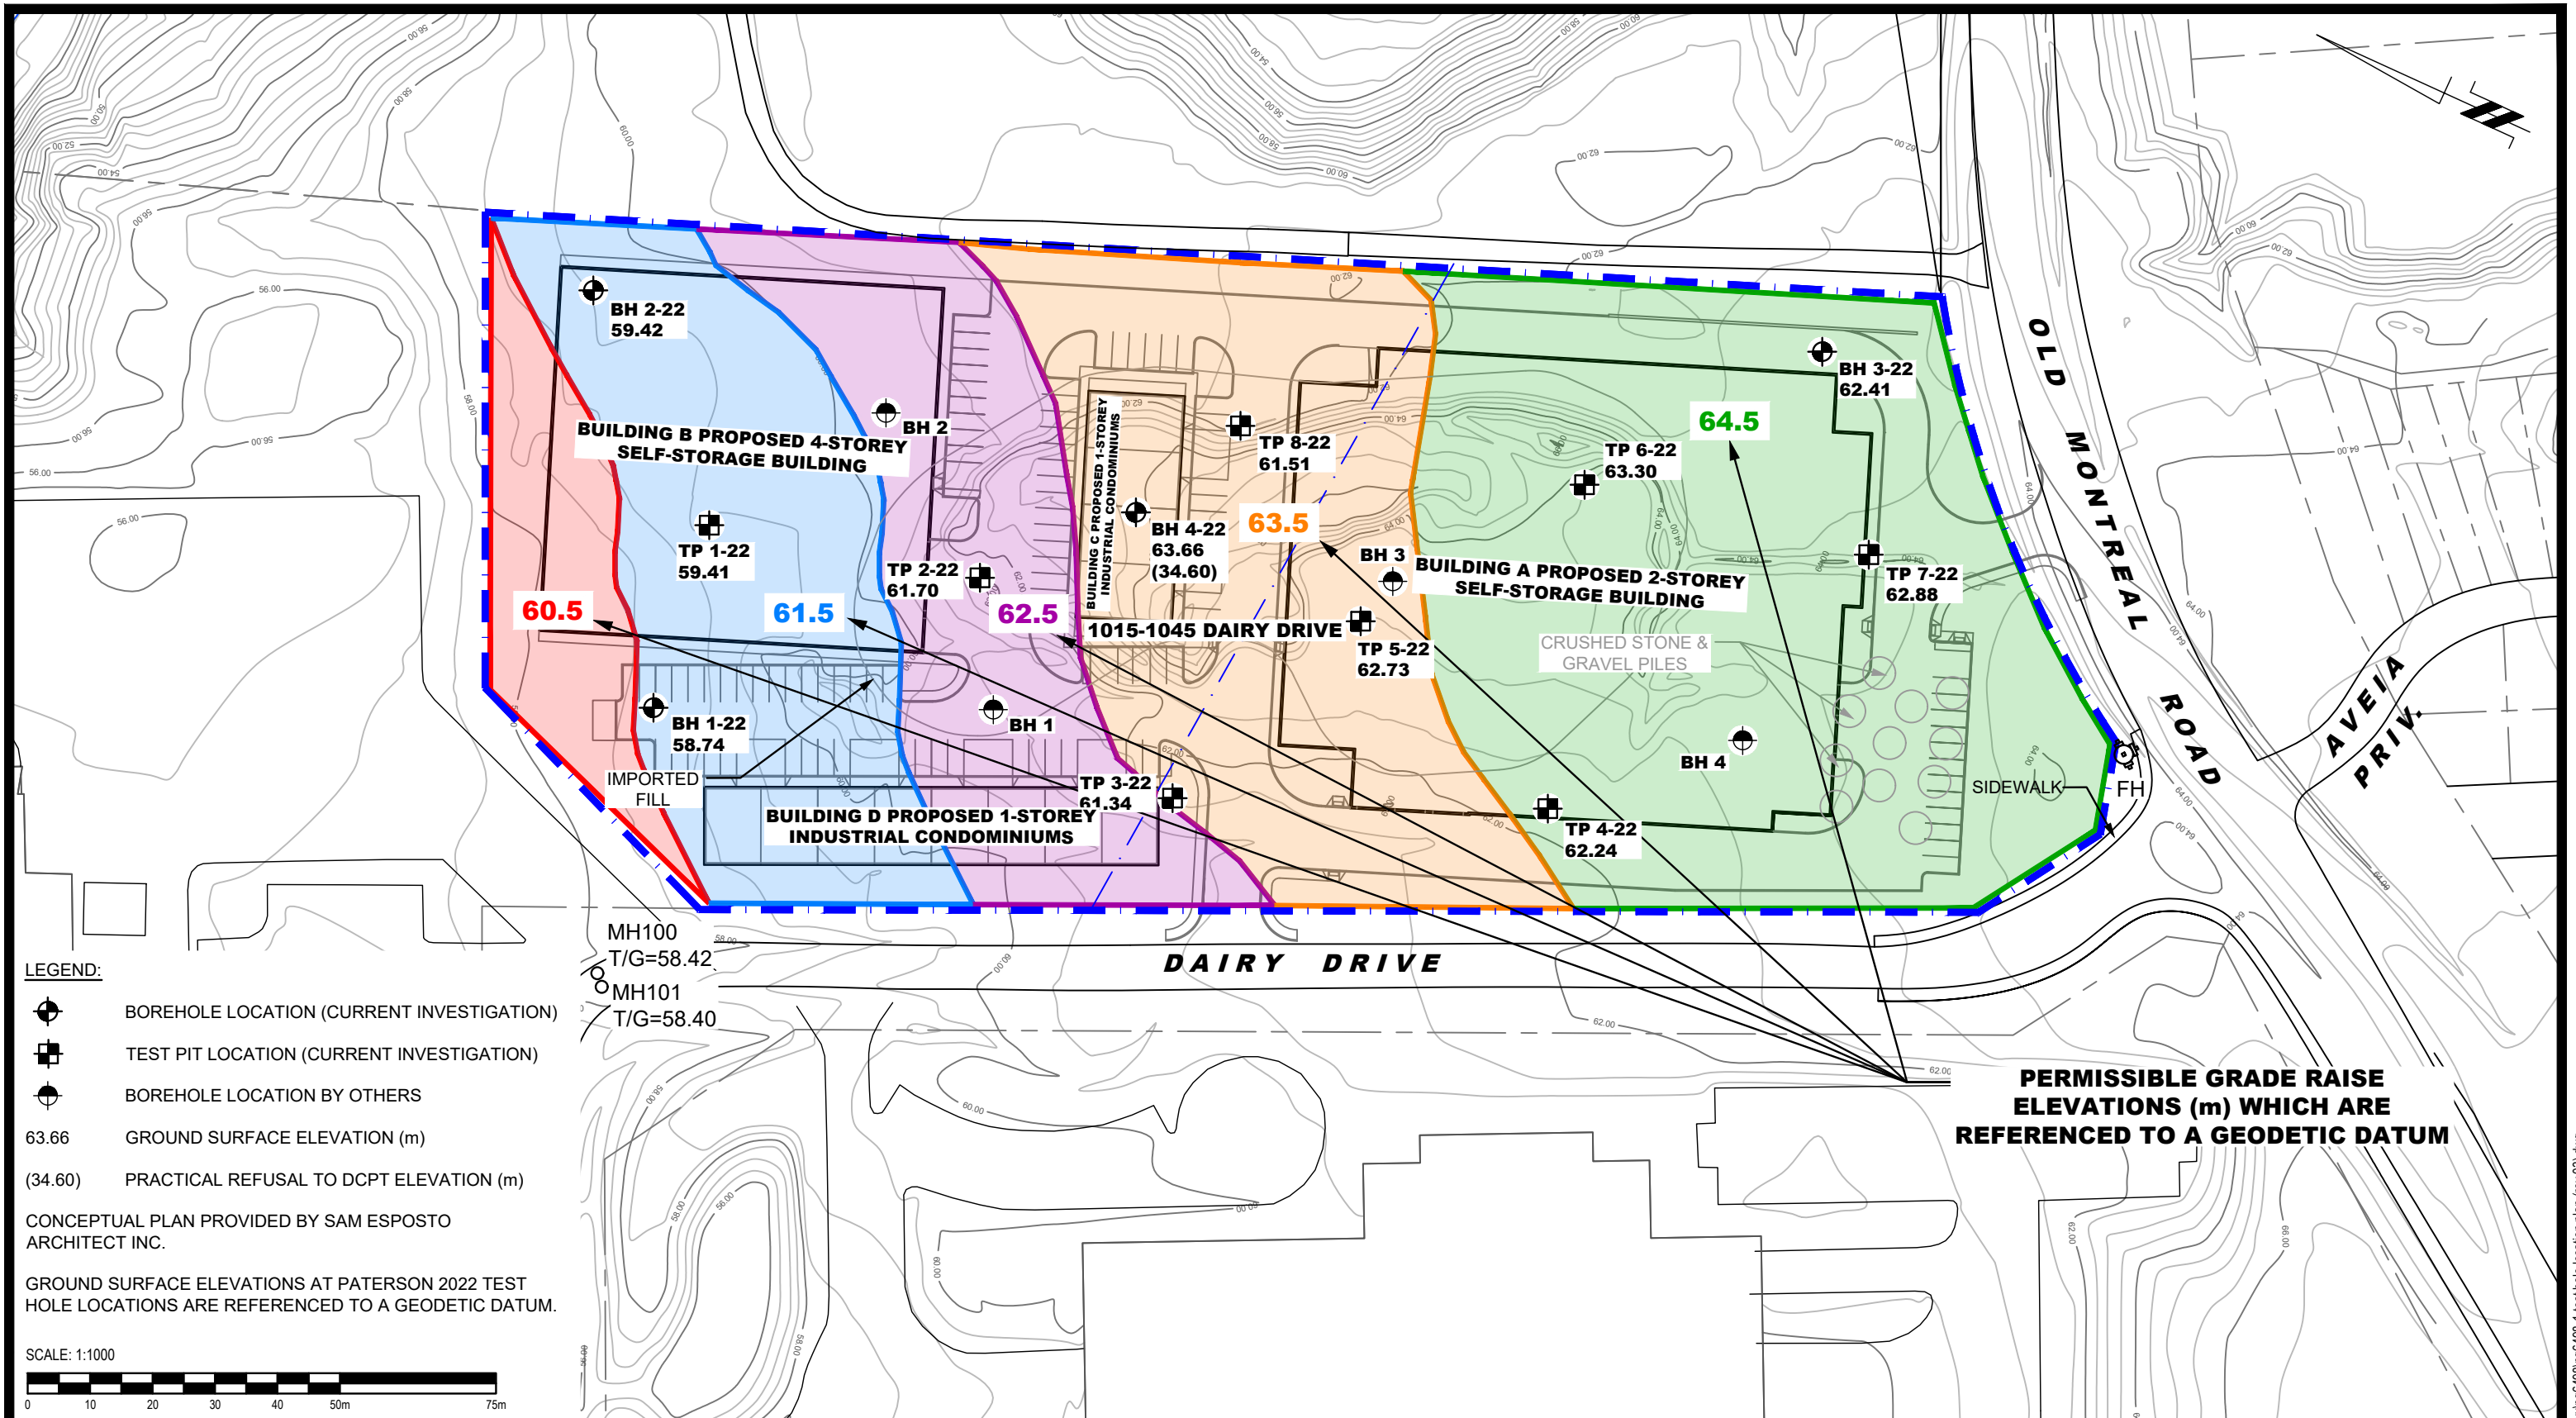 BH 2-22
59.42
BH 2
BUILDING B PROPOSED 4-STOREY
SELF-STORAGE BUILDING
TP 1-22
59.41
TP 2-22
61.70
60.5
61.5
62.5
63.5
64.5
BUILDING C PROPOSED 1-STOREY
INDUSTRIAL CONDOMINIUMS
BH 4-22
63.66
(34.60)
TP 8-22
61.51
BH 3
TP 6-22
63.30
BH 3-22
62.41
BUILDING A PROPOSED 2-STOREY
SELF-STORAGE BUILDING
TP 7-22
62.88
1015-1045 DAIRY DRIVE
TP 5-22
62.73
CRUSHED STONE &
GRAVEL PILES
BH 1-22
58.74
BH 1
IMPORTED
FILL
TP 3-22
61.34
BUILDING D PROPOSED 1-STOREY
INDUSTRIAL CONDOMINIUMS
BH 4
TP 4-22
62.24
SIDEWALK
FH
OLD MONTREAL ROAD
AVEIA
PRIV.
DAIRY DRIVE
MH100
T/G=58.42
MH101
T/G=58.40
PERMISSIBLE GRADE RAISE
ELEVATIONS (m) WHICH ARE
REFERENCED TO A GEODETIC DATUM
LEGEND:
BOREHOLE LOCATION (CURRENT INVESTIGATION)
TEST PIT LOCATION (CURRENT INVESTIGATION)
BOREHOLE LOCATION BY OTHERS
63.66 GROUND SURFACE ELEVATION (m)
(34.60) PRACTICAL REFUSAL TO DCPT ELEVATION (m)
CONCEPTUAL PLAN PROVIDED BY SAM ESPOSTO
ARCHITECT INC.
GROUND SURFACE ELEVATIONS AT PATERSON 2022 TEST
HOLE LOCATIONS ARE REFERENCED TO A GEODETIC DATUM.
SCALE: 1:1000
0 10 20 30 40 50m 75m